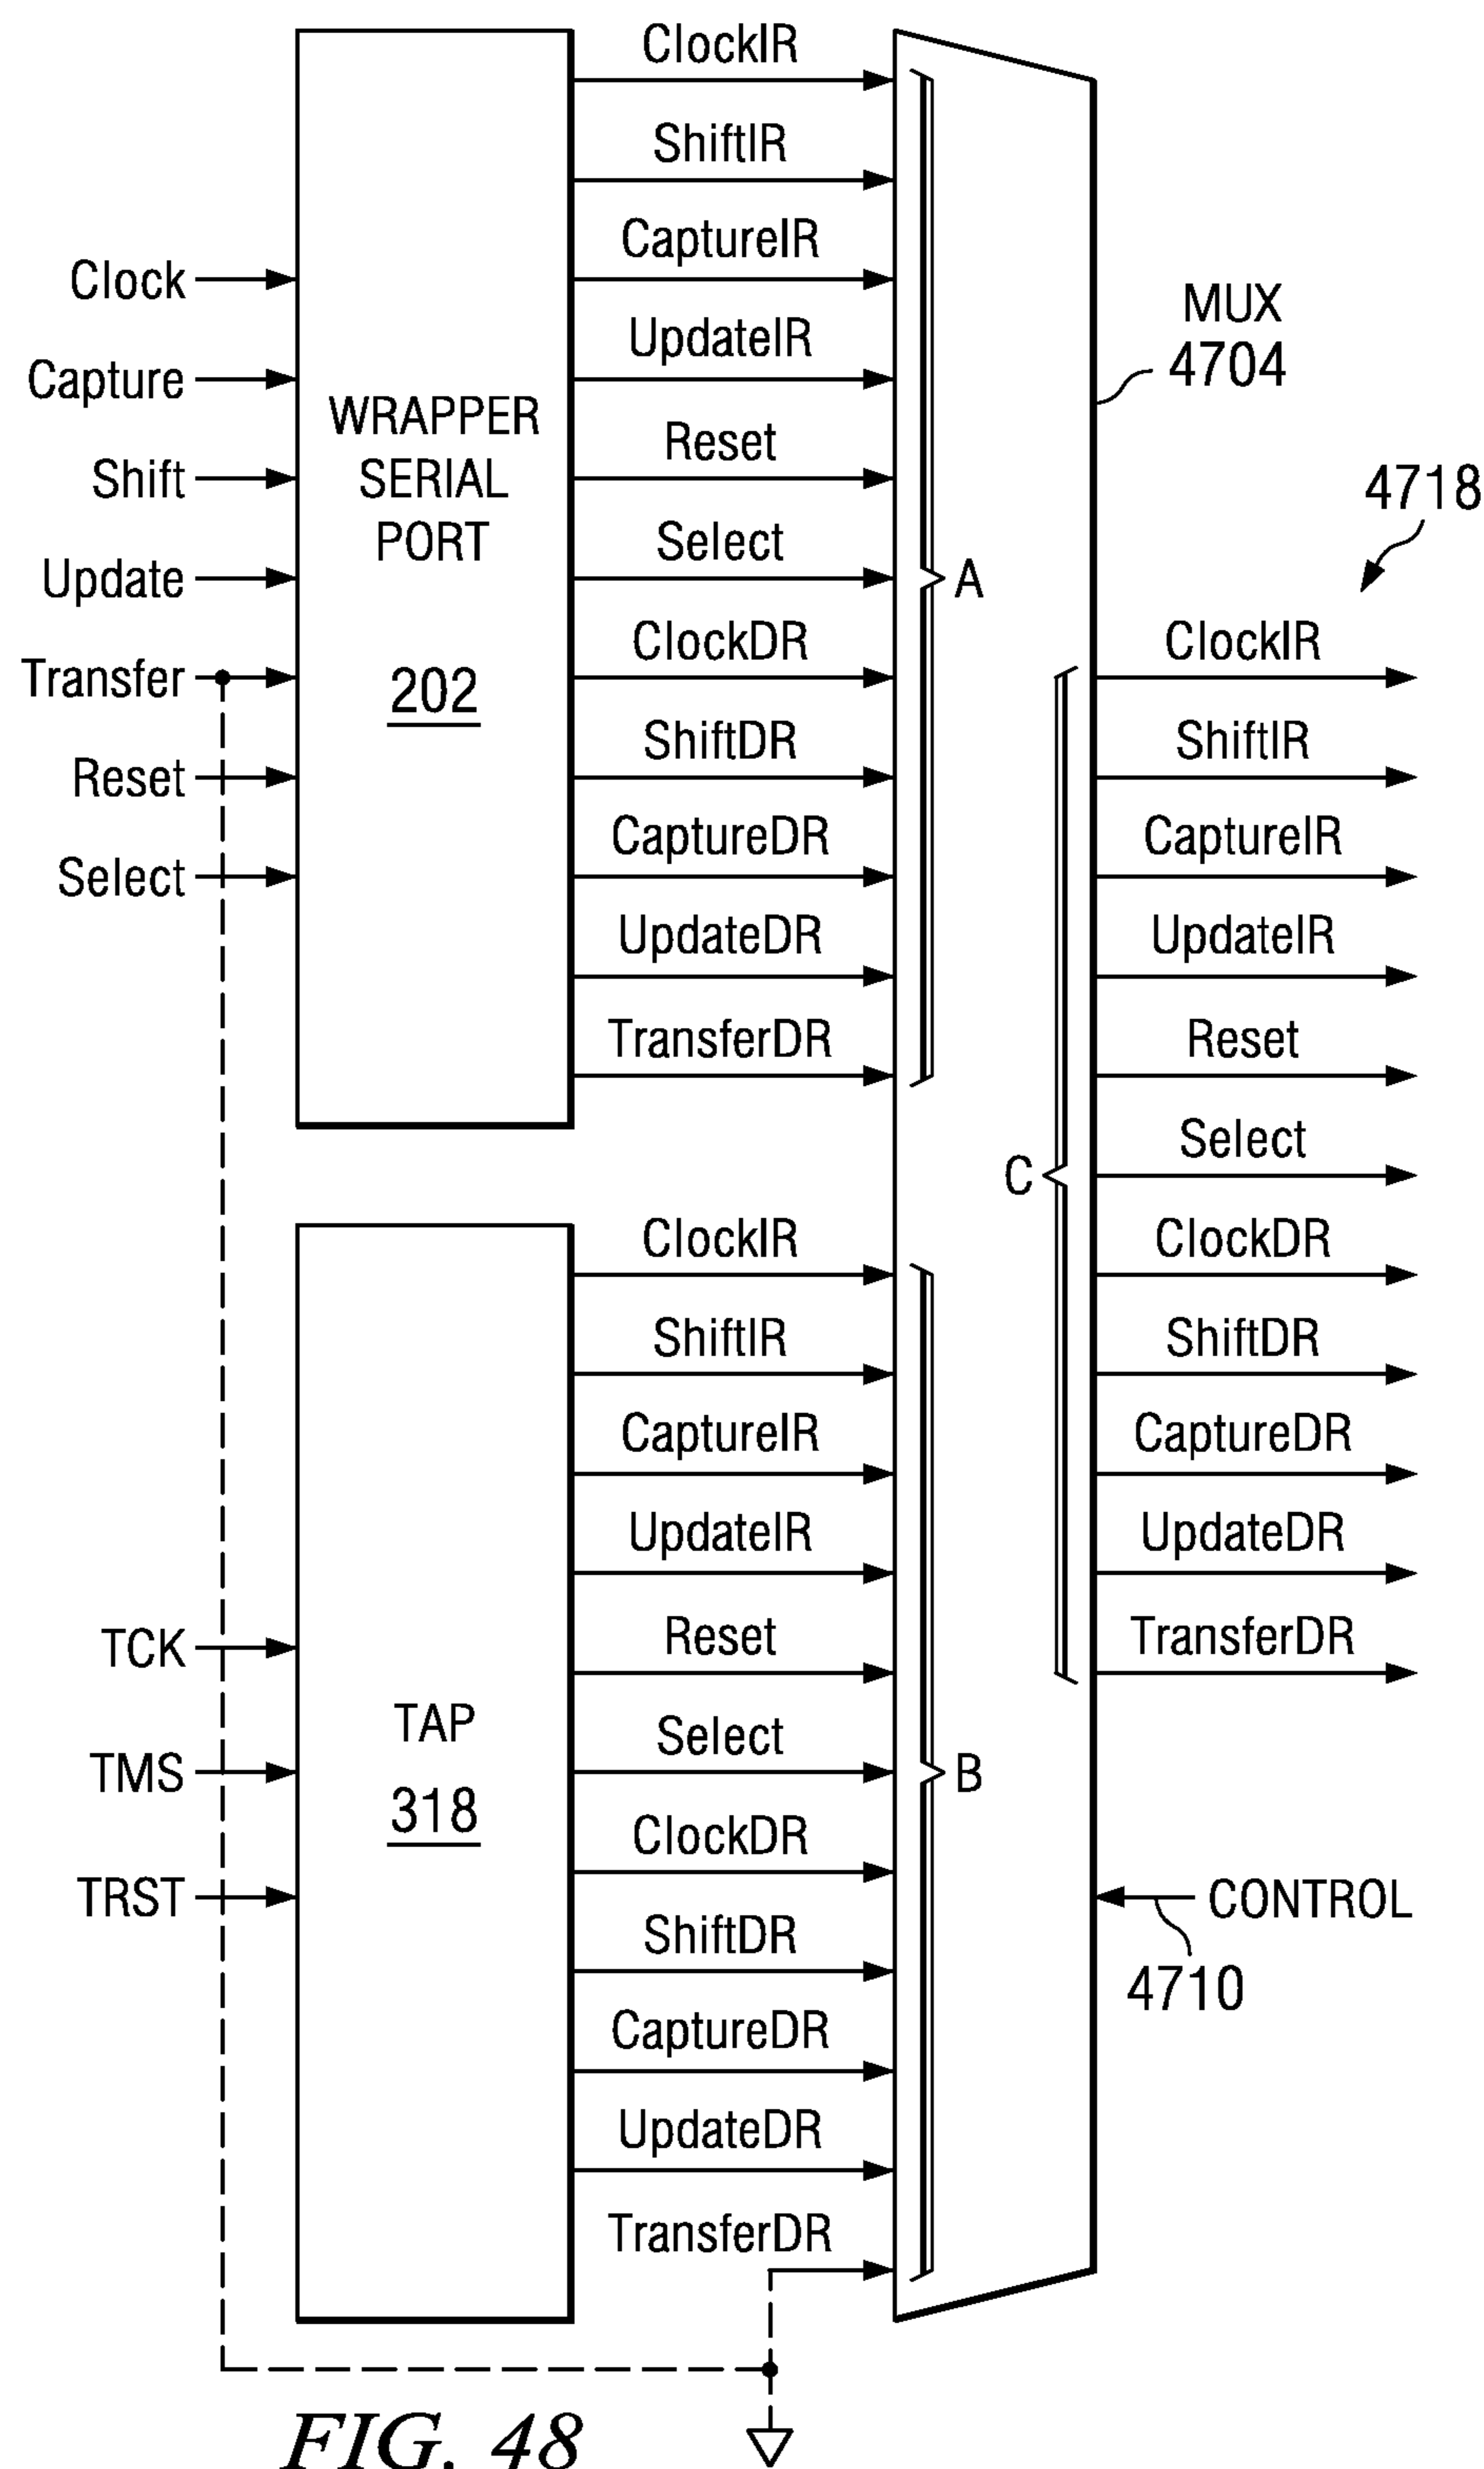 Clock
Capture
Shift
Update
Transfer
Reset
Select
WRAPPER
SERIAL
PORT
202
ClockIR
ShiftIR
CaptureIR
UpdateIR
Reset
Select
ClockDR
ShiftDR
CaptureDR
UpdateDR
TransferDR
A
TCK
TMS
TRST
TAP
318
ClockIR
ShiftIR
CaptureIR
UpdateIR
Reset
Select
ClockDR
ShiftDR
CaptureDR
UpdateDR
TransferDR
B
C
MUX
4704
4718
ClockIR
ShiftIR
CaptureIR
UpdateIR
Reset
Select
ClockDR
ShiftDR
CaptureDR
UpdateDR
TransferDR
CONTROL
4710
FIG. 48